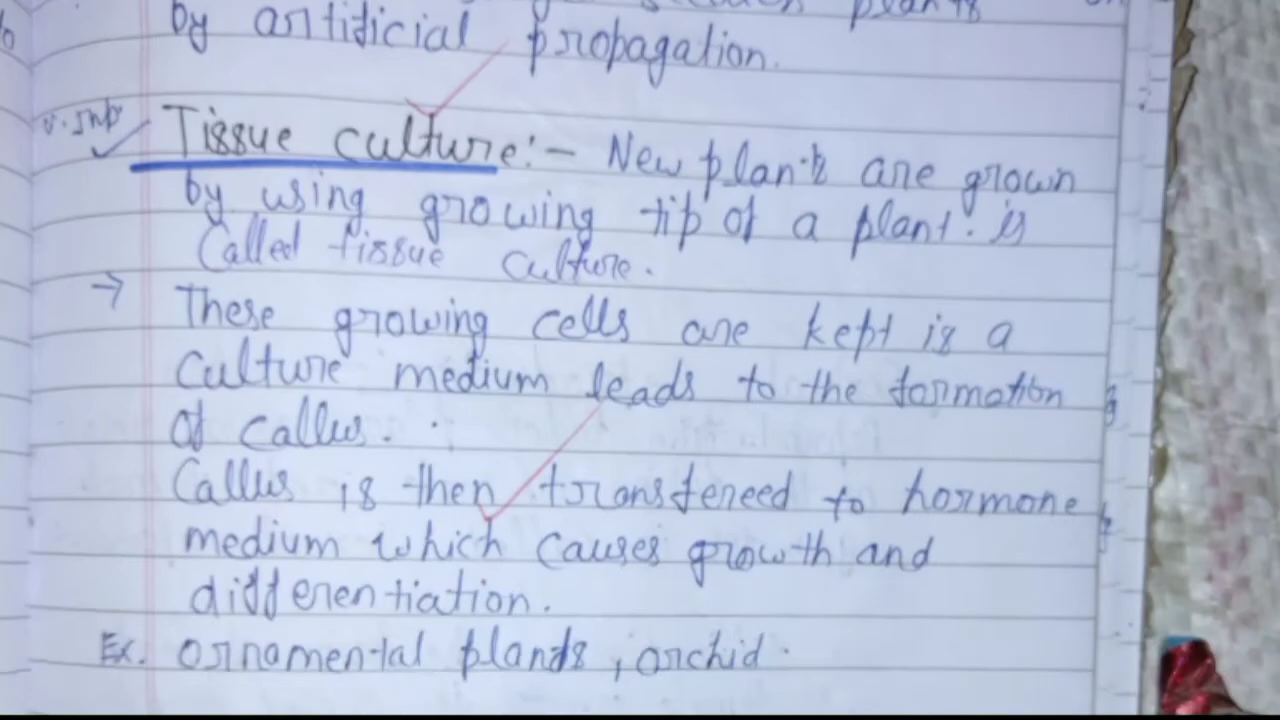 plants
by artificial propagation.
v. Imp Tissue culture:- New plants are grown
by using growing tip of a plant. is
Called tissue culture.
→ These growing cells are kept is a
culture medium leads to the formation
of callus.
Callus is then transfereed to hormone
medium which causes growth and
differentiation.
Ex. ornamental plands, orchid.